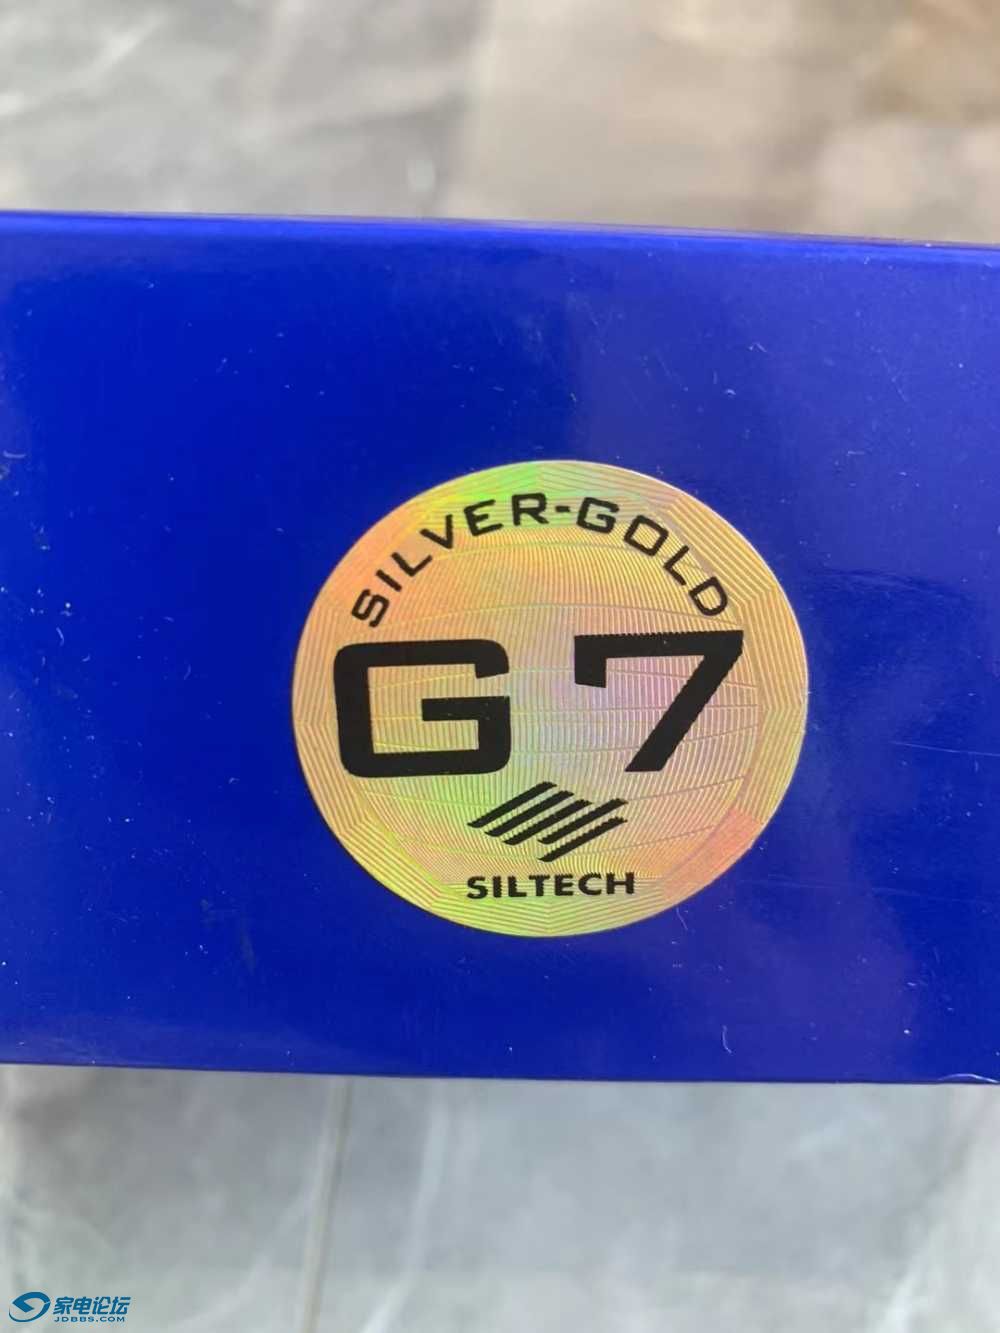 SILVER-GOLD
G7
SILTECH
家电论坛
JDBBS.COM